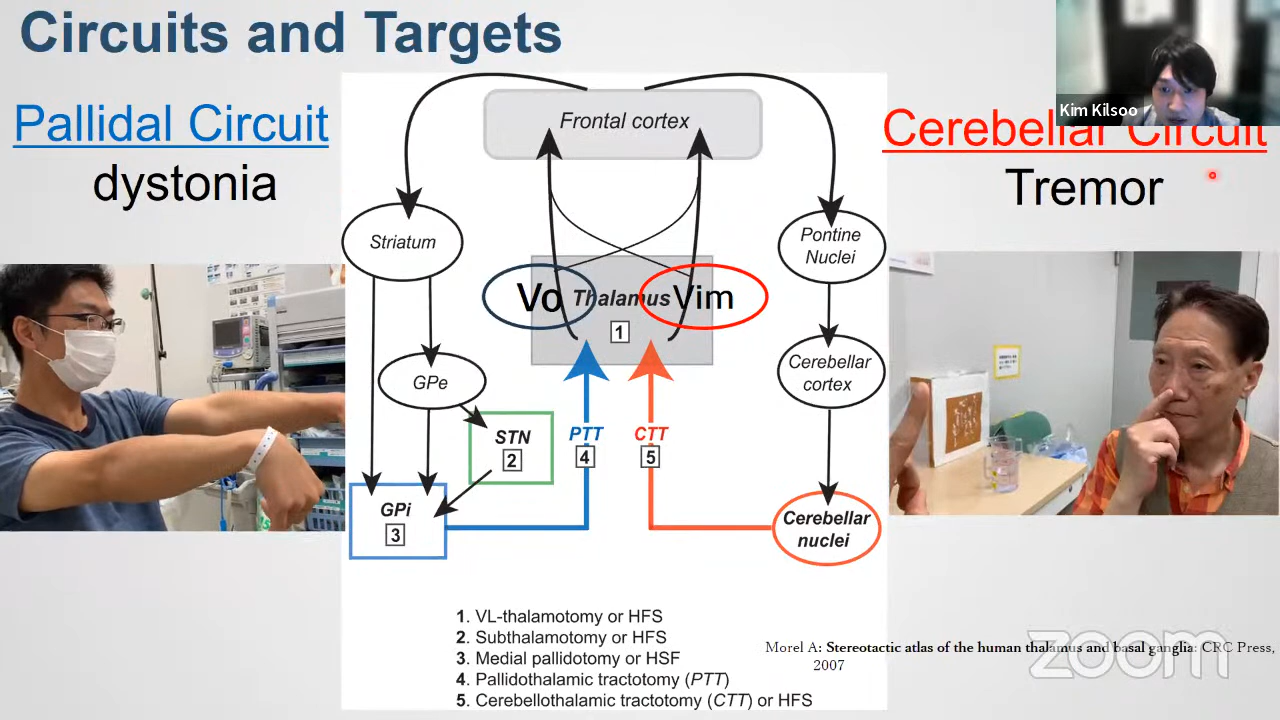 Circuits and Targets
Kim Kilsoo
Pallidal Circuit
dystonia
Cerebellar Circuit
Tremor
Frontal cortex
Striatum
Pontine
Nuclei
Vo
Thalamus
Vim
1
GPe
Cerebellar
cortex
STN
2
PTT
4
CTT
5
GPi
3
Cerebellar
nuclei
1. VL-thalamotomy or HFS
2. Subthalamotomy or HFS
3. Medial pallidotomy or HSF
4. Pallidothalamic tractotomy (PTT)
5. Cerebellothalamic tractotomy (CTT) or HFS
Morel A: Stereotactic atlas of the human thalamus and basal ganglia: CRC Press,
2007
zoom